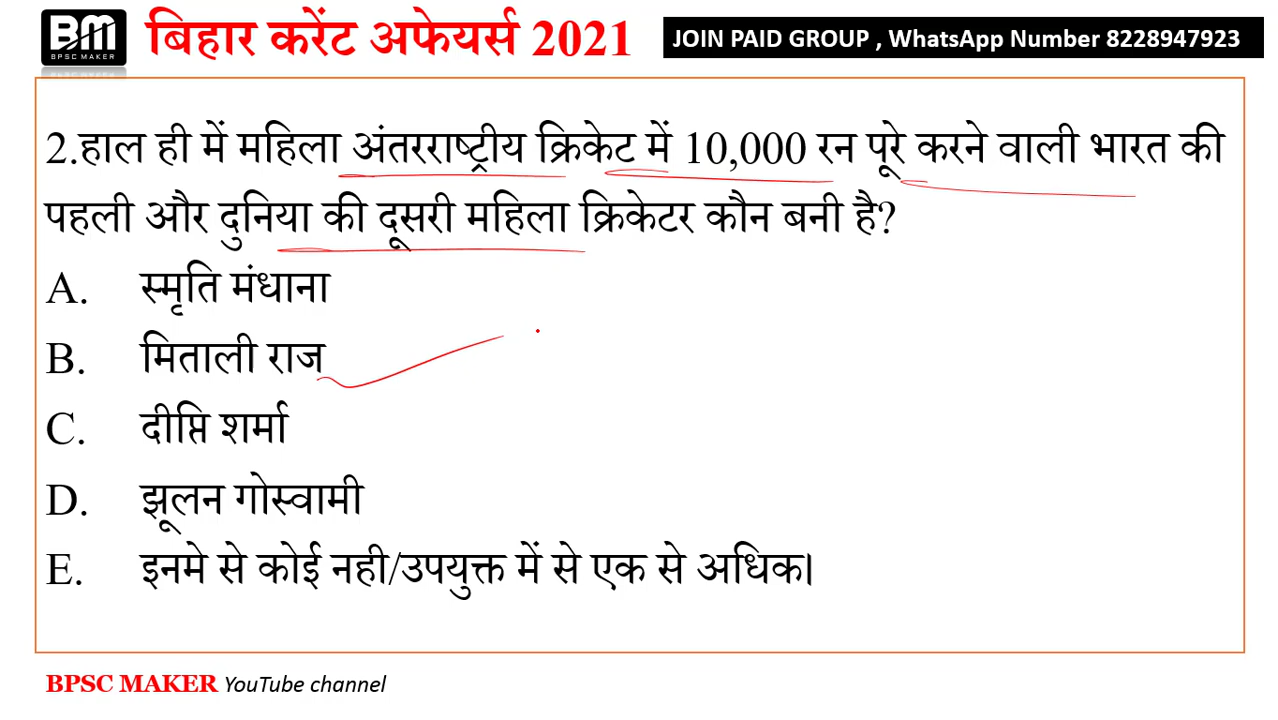 BM
BPSC MAKER
बिहार करेंट अफेयर्स 2021
JOIN PAID GROUP , WhatsApp Number 8228947923
2.हाल ही में महिला अंतरराष्ट्रीय क्रिकेट में 10,000 रन पूरे करने वाली भारत की
पहली और दुनिया की दूसरी महिला क्रिकेटर कौन बनी है?
A. स्मृति मंधाना
B. मिताली राज
C. दीप्ति शर्मा
D. झूलन गोस्वामी
E. इनमे से कोई नही/उपयुक्त में से एक से अधिक।
BPSC MAKER YouTube channel